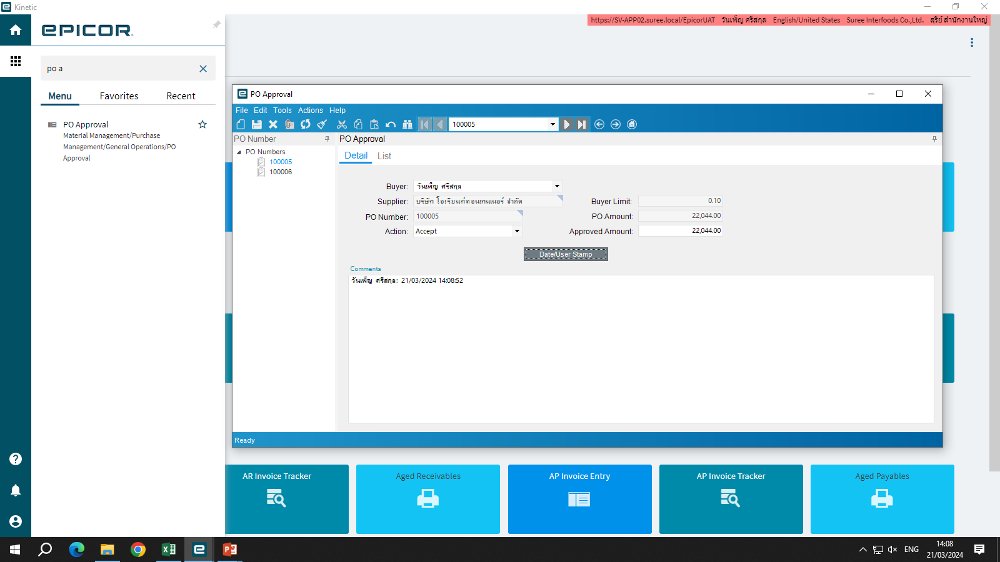 Kinetic
https://SV-APP02.suree.local/EpicorUAT วันเพ็ญ ศรีสกุล English/United States Suree Interfoods Co.,Ltd. สุรีย์ สำนักงานใหญ่
EPICOR
po a
Menu Favorites Recent
PO Approval
Material Management/Purchase
Management/General Operations/PO
Approval
PO Approval
File Edit Tools Actions Help
100005
PO Number
PO Approval
PO Numbers
100005
100006
Detail List
Buyer: วันเพ็ญ ศรีสกุล
Supplier: บริษัท โอเรียนท์คอนเทนเนอร์ จำกัด
Buyer Limit: 0.10
PO Number: 100005
PO Amount: 22,044.00
Action: Accept
Approved Amount: 22,044.00
Date/User Stamp
Comments
วันเพ็ญ ศรีสกุล: 21/03/2024 14:08:52
Ready
AR Invoice Tracker
Aged Receivables
AP Invoice Entry
AP Invoice Tracker
Aged Payables
ENG
14:08
21/03/2024